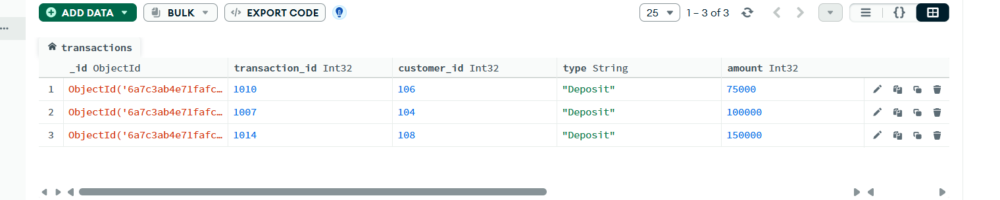 ADD DATA BULK </> EXPORT CODE 25 1 – 3 of 3 {}
transactions
_id ObjectId transaction_id Int32 customer_id Int32 type String amount Int32
1 ObjectId('6a7c3ab4e71fafc… 1010 106 "Deposit" 75000
2 ObjectId('6a7c3ab4e71fafc… 1007 104 "Deposit" 100000
3 ObjectId('6a7c3ab4e71fafc… 1014 108 "Deposit" 150000